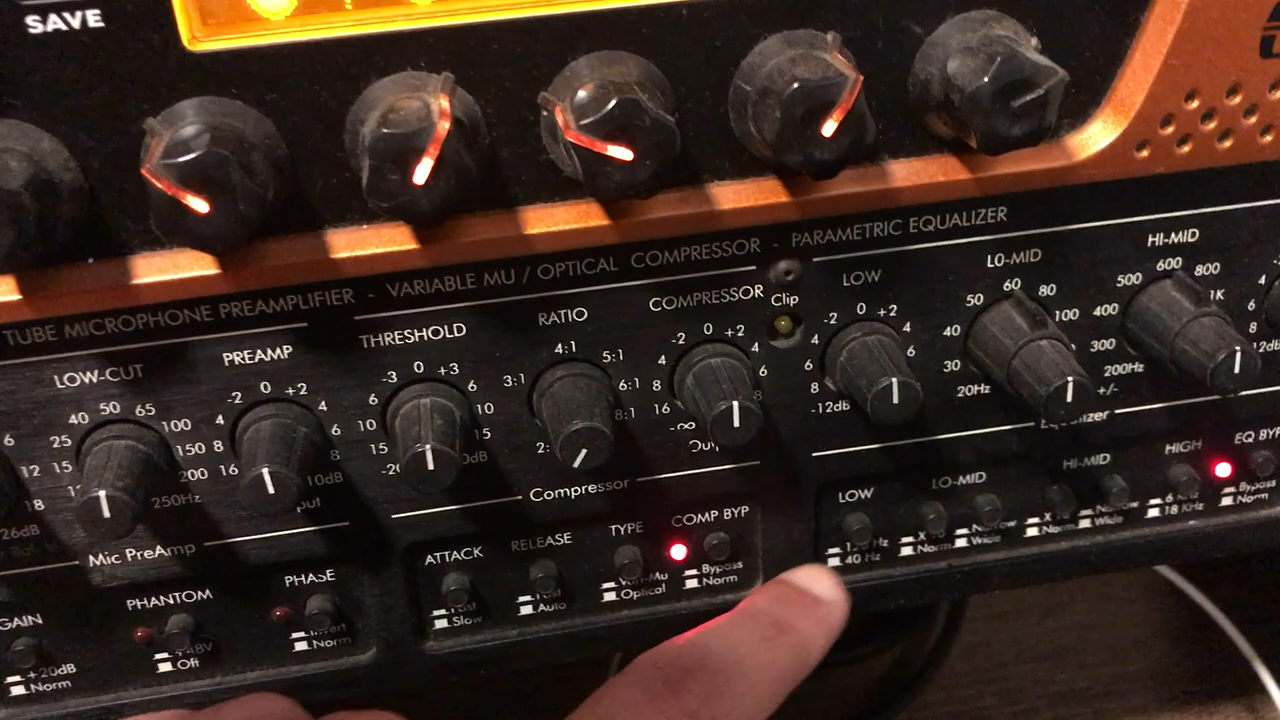 SAVE
TUBE MICROPHONE PREAMPLIFIER - VARIABLE MU / OPTICAL COMPRESSOR - PARAMETRIC EQUALIZER
LOW-CUT
PREAMP
THRESHOLD
RATIO
COMPRESSOR
Clip
LOW
LO-MID
HI-MID
6 12 18 26dB
15 25 40 50 65 100 150 200 250Hz
16 8 4 -2 0 +2 4 8 10dB
15 10 6 -3 0 +3 6 10 15
3:1 4:1 5:1 6:1 8:1
-∞ 16 8 4 -2 0 +2 4 6 8
-12dB 8 6 4 -2 0 +2 4 6
20Hz 30 40 50 60 80 100 +/-
200Hz 300 400 500 600 800 1K
Mic PreAmp
Compressor
GAIN
+20dB
Norm
PHANTOM
+48V
Off
PHASE
Invert
Norm
ATTACK
Fast
Slow
RELEASE
Fast
Auto
TYPE
Vari-Mu
Optical
COMP BYP
Bypass
Norm
LOW
40 Hz
LO-MID
Norm
Narrow
Wide
HI-MID
Norm
Narrow
Wide
HIGH
18 KHz
EQ BYP
Bypass
Norm